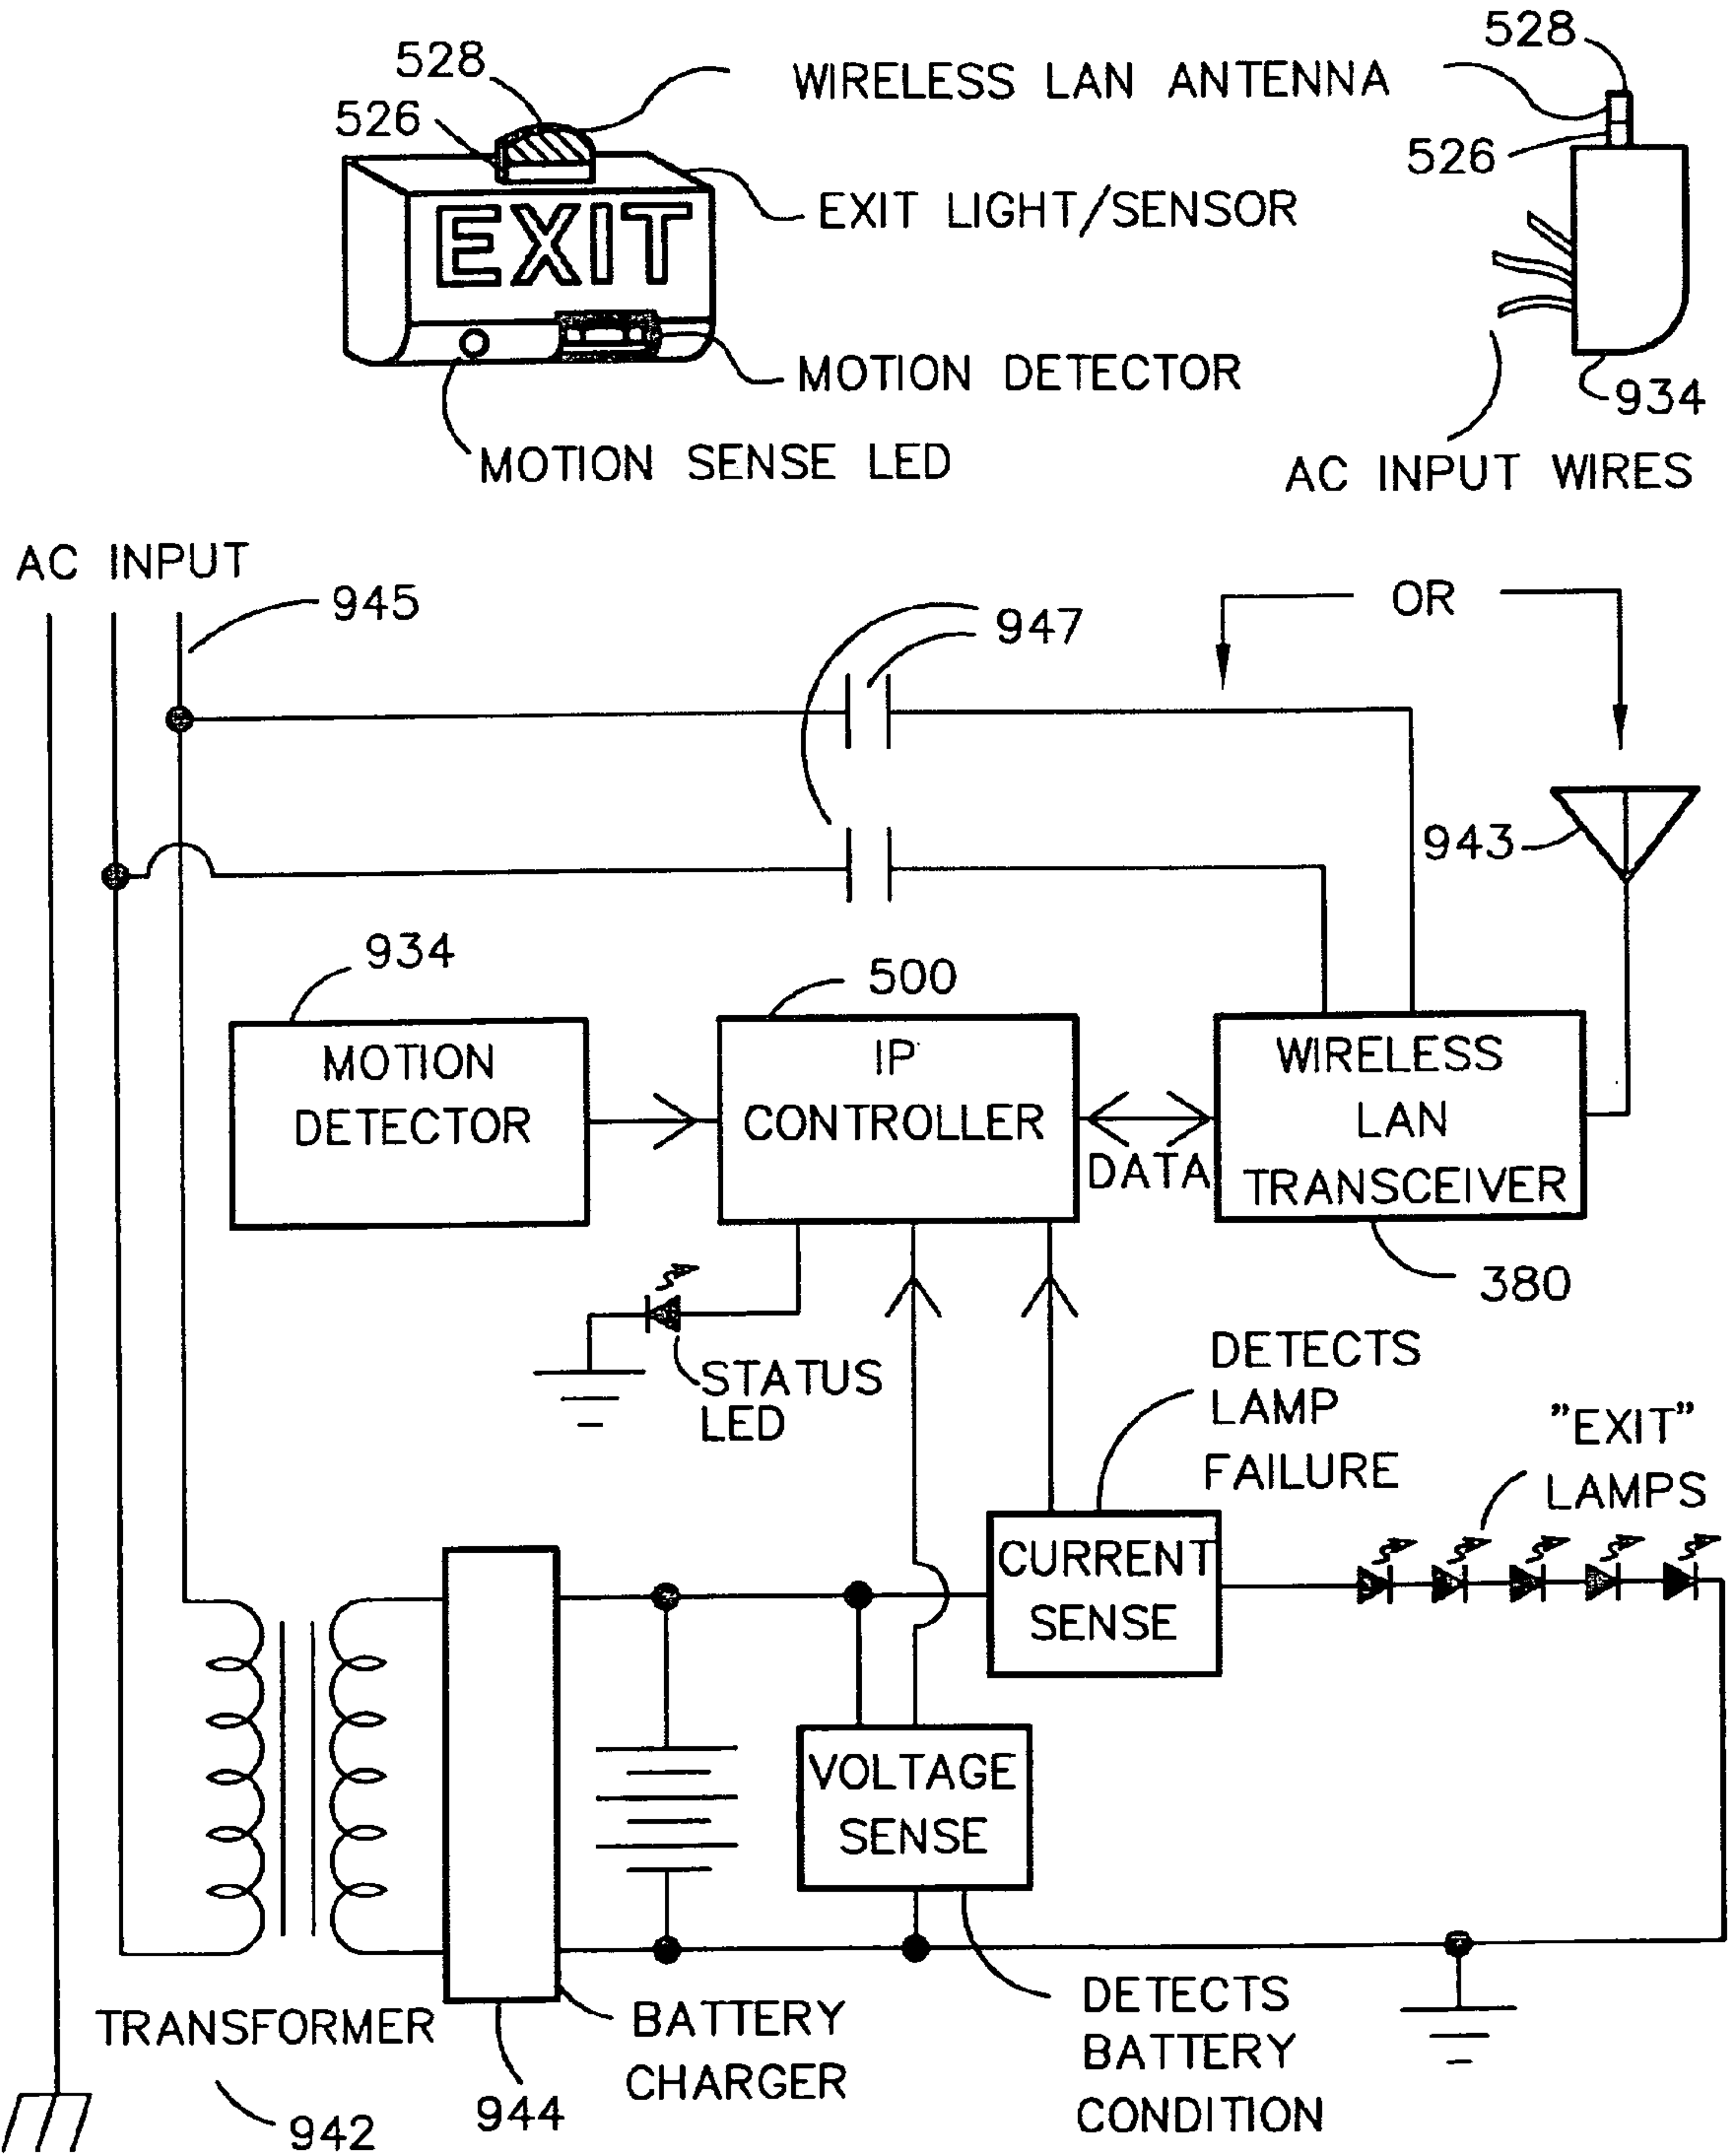 528
WIRELESS LAN ANTENNA
528
526
526
EXIT LIGHT/SENSOR
EXIT
MOTION DETECTOR
934
MOTION SENSE LED
AC INPUT WIRES
AC INPUT
945
947
OR
943
934
500
MOTION
DETECTOR
IP
CONTROLLER
DATA
WIRELESS
LAN
TRANSCEIVER
380
STATUS
LED
DETECTS
LAMP
FAILURE
"EXIT"
LAMPS
CURRENT
SENSE
VOLTAGE
SENSE
TRANSFORMER
942
944
BATTERY
CHARGER
DETECTS
BATTERY
CONDITION